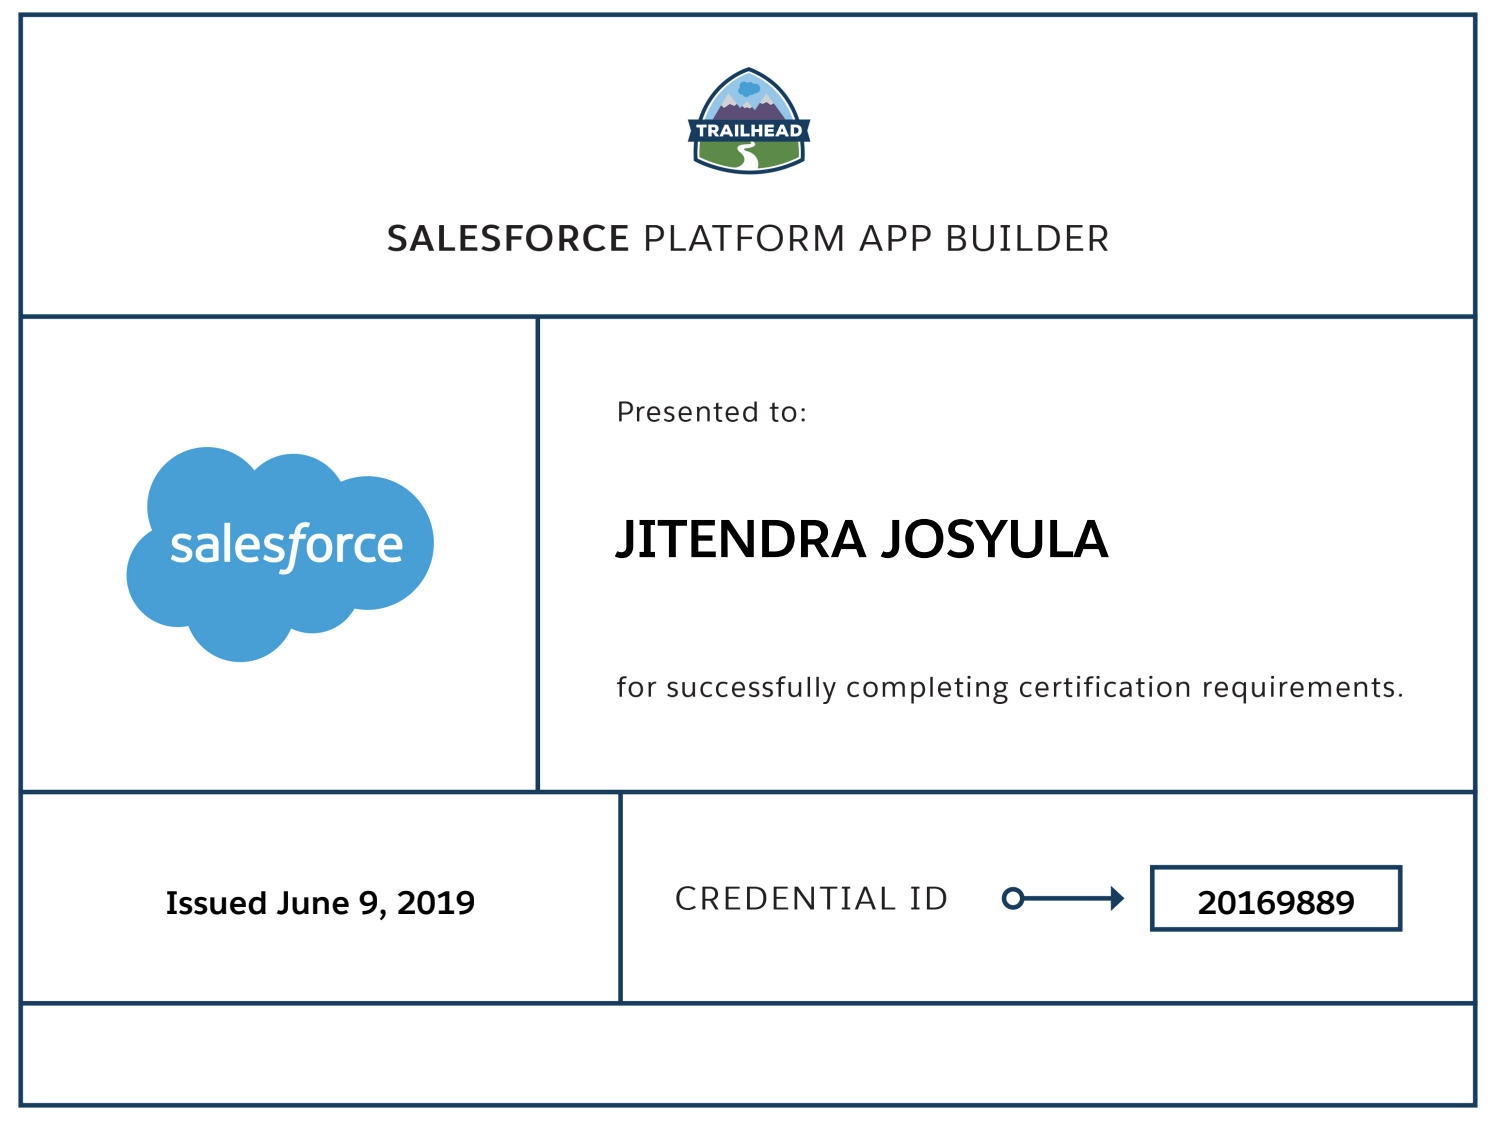 TRAILHEAD
SALESFORCE PLATFORM APP BUILDER
salesforce
Presented to:
JITENDRA JOSYULA
for successfully completing certification requirements.
Issued June 9, 2019
CREDENTIAL ID
20169889